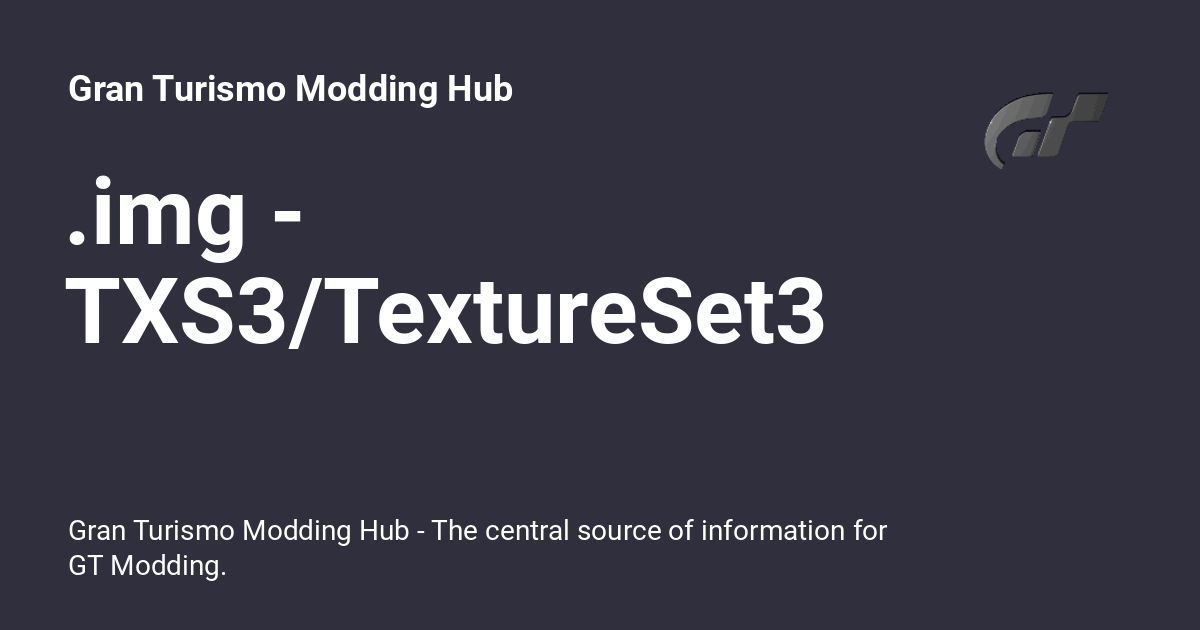 Gran Turismo Modding Hub
.img -
TXS3/TextureSet3
Gran Turismo Modding Hub - The central source of information for
GT Modding.